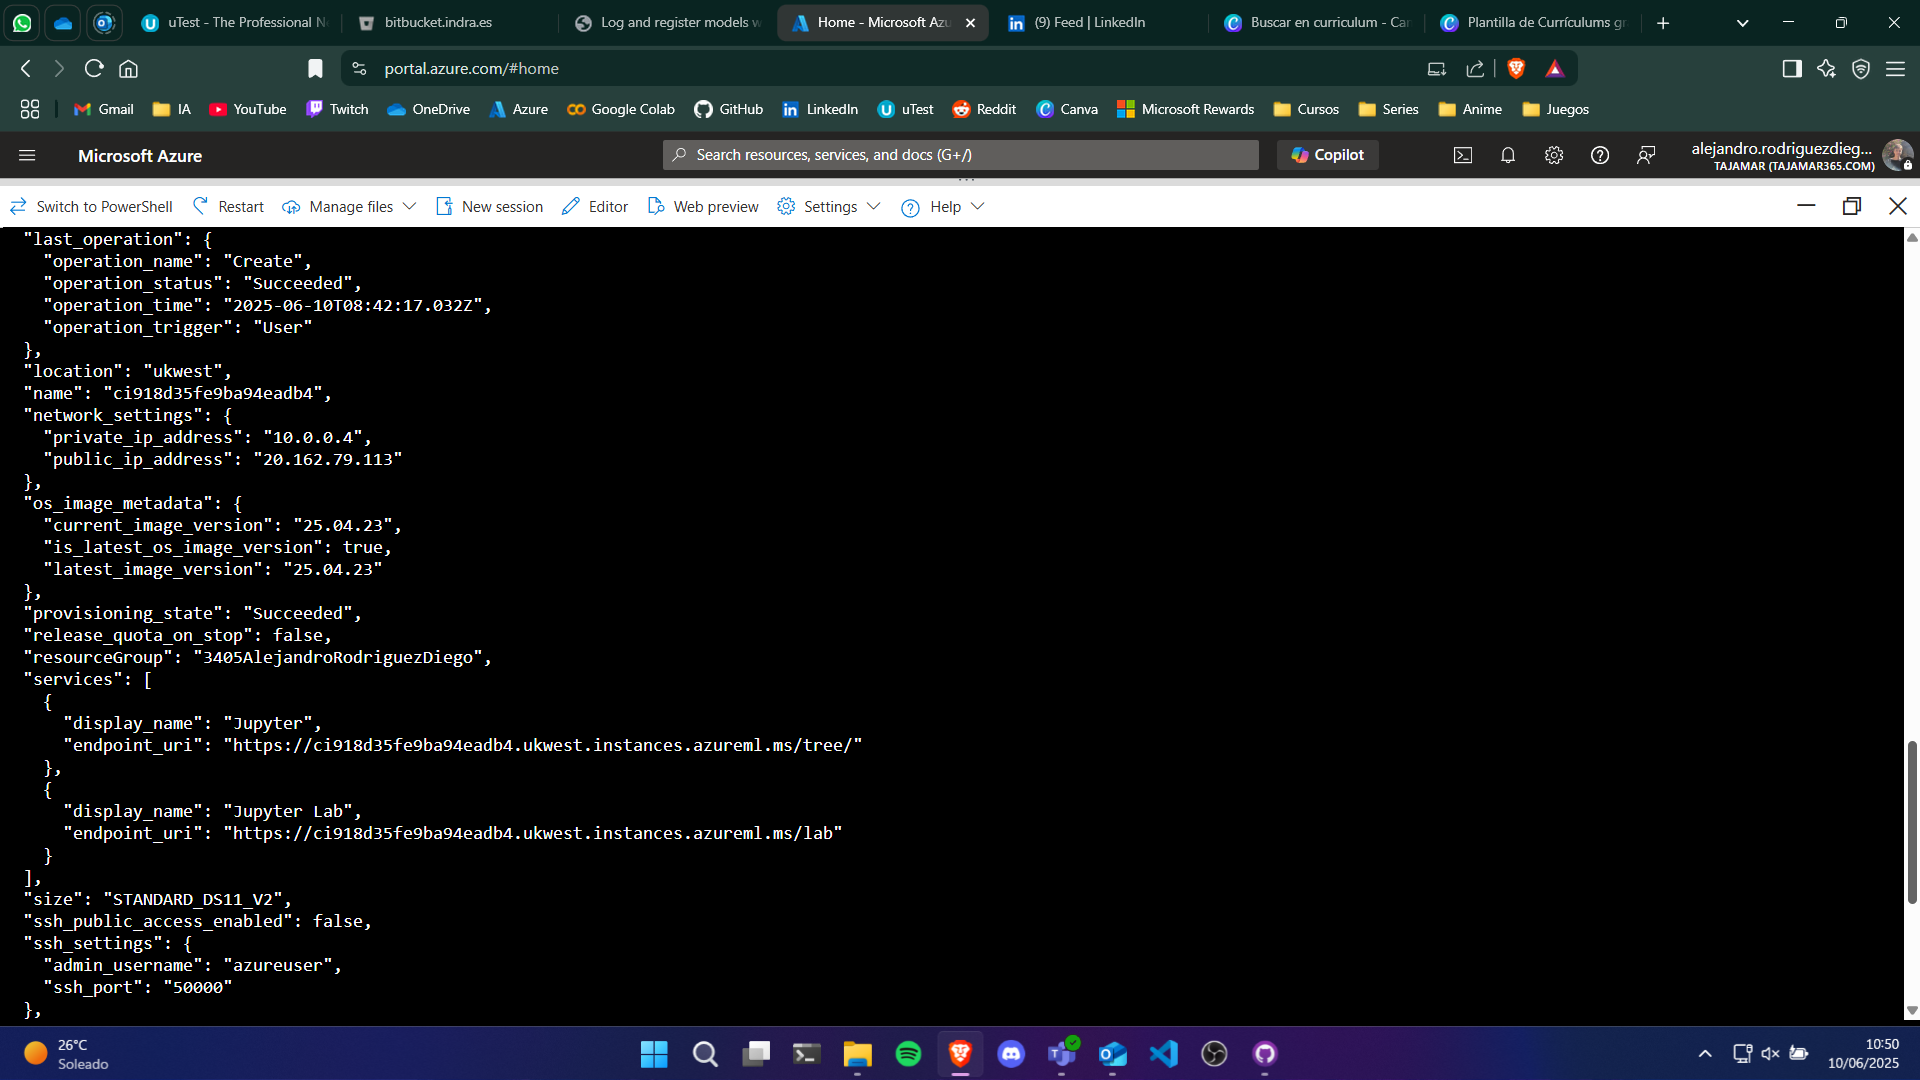 uTest - The Professional N
bitbucket.indra.es
Log and register models w
Home - Microsoft Azu
(9) Feed | LinkedIn
Buscar en curriculum - Can
Plantilla de Currículums gr
portal.azure.com/#home
Gmail
IA
YouTube
Twitch
OneDrive
Azure
Google Colab
GitHub
LinkedIn
uTest
Reddit
Canva
Microsoft Rewards
Cursos
Series
Anime
Juegos
Microsoft Azure
Search resources, services, and docs (G+/)
Copilot
alejandro.rodriguezdieg...
TAJAMAR (TAJAMAR365.COM)
Switch to PowerShell
Restart
Manage files
New session
Editor
Web preview
Settings
Help
"last_operation": {
"operation_name": "Create",
"operation_status": "Succeeded",
"operation_time": "2025-06-10T08:42:17.032Z",
"operation_trigger": "User"
},
"location": "ukwest",
"name": "ci918d35fe9ba94eadb4",
"network_settings": {
"private_ip_address": "10.0.0.4",
"public_ip_address": "20.162.79.113"
},
"os_image_metadata": {
"current_image_version": "25.04.23",
"is_latest_os_image_version": true,
"latest_image_version": "25.04.23"
},
"provisioning_state": "Succeeded",
"release_quota_on_stop": false,
"resourceGroup": "3405AlejandroRodriguezDiego",
"services": [
{
"display_name": "Jupyter",
"endpoint_uri": "https://ci918d35fe9ba94eadb4.ukwest.instances.azureml.ms/tree/"
},
{
"display_name": "Jupyter Lab",
"endpoint_uri": "https://ci918d35fe9ba94eadb4.ukwest.instances.azureml.ms/lab"
}
],
"size": "STANDARD_DS11_V2",
"ssh_public_access_enabled": false,
"ssh_settings": {
"admin_username": "azureuser",
"ssh_port": "50000"
},
26°C
Soleado
10:50
10/06/2025